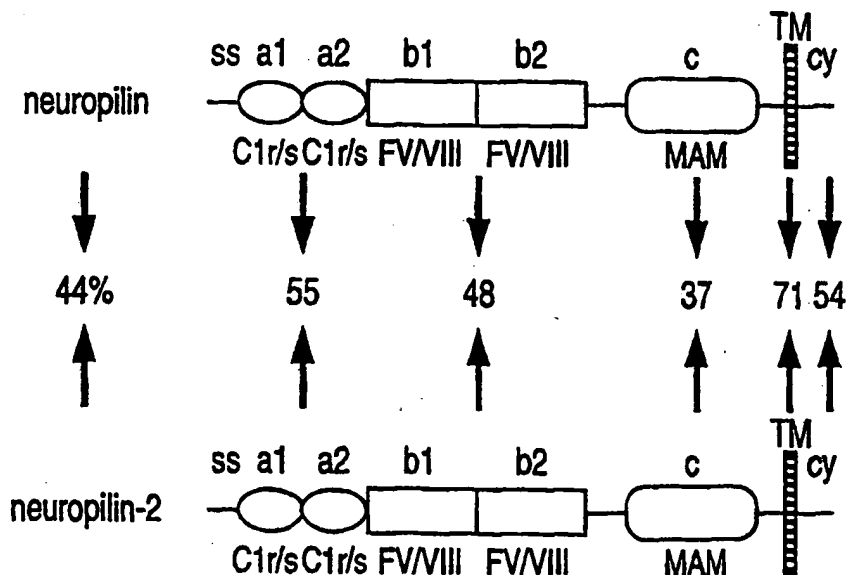 TM
ss a1 a2 b1 b2 c cy
neuropilin
C1r/s C1r/s FV/VIII FV/VIII MAM
44% 55 48 37 71 54
TM
ss a1 a2 b1 b2 c cy
neuropilin-2
C1r/s C1r/s FV/VIII FV/VIII MAM